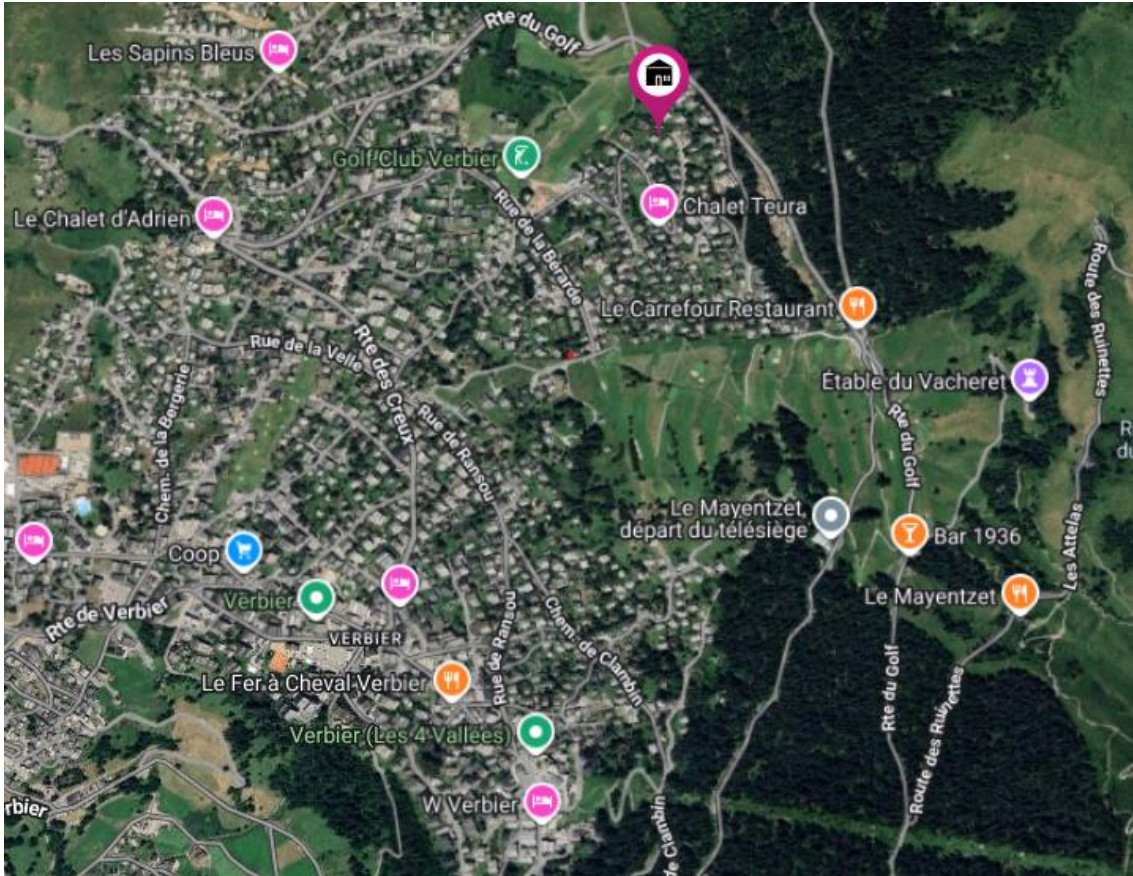 Rte du Golf
Les Sapins Bleus
Golf Club Verbier
Le Chalet d'Adrien
Chalet Teura
Rue de la Berarde
Route des Ruinettes
Le Carrefour Restaurant
Rue de la Velle
Rte des Creux
Étable du Vacheret
Chem. de la Bergerie
Rue de Ransou
Rte du Golf
R
du
Le Mayentzet,
départ du télésiège
Bar 1936
Coop
Les Attelas
Verbier
Le Mayentzet
Rte de Verbier
VERBIER
Rue de Ransou
Chem. de Clambin
Le Fer à Cheval Verbier
Rte du Golf
Route des Ruinettes
Verbier (Les 4 Vallées)
W Verbier
rbier
de Clambin